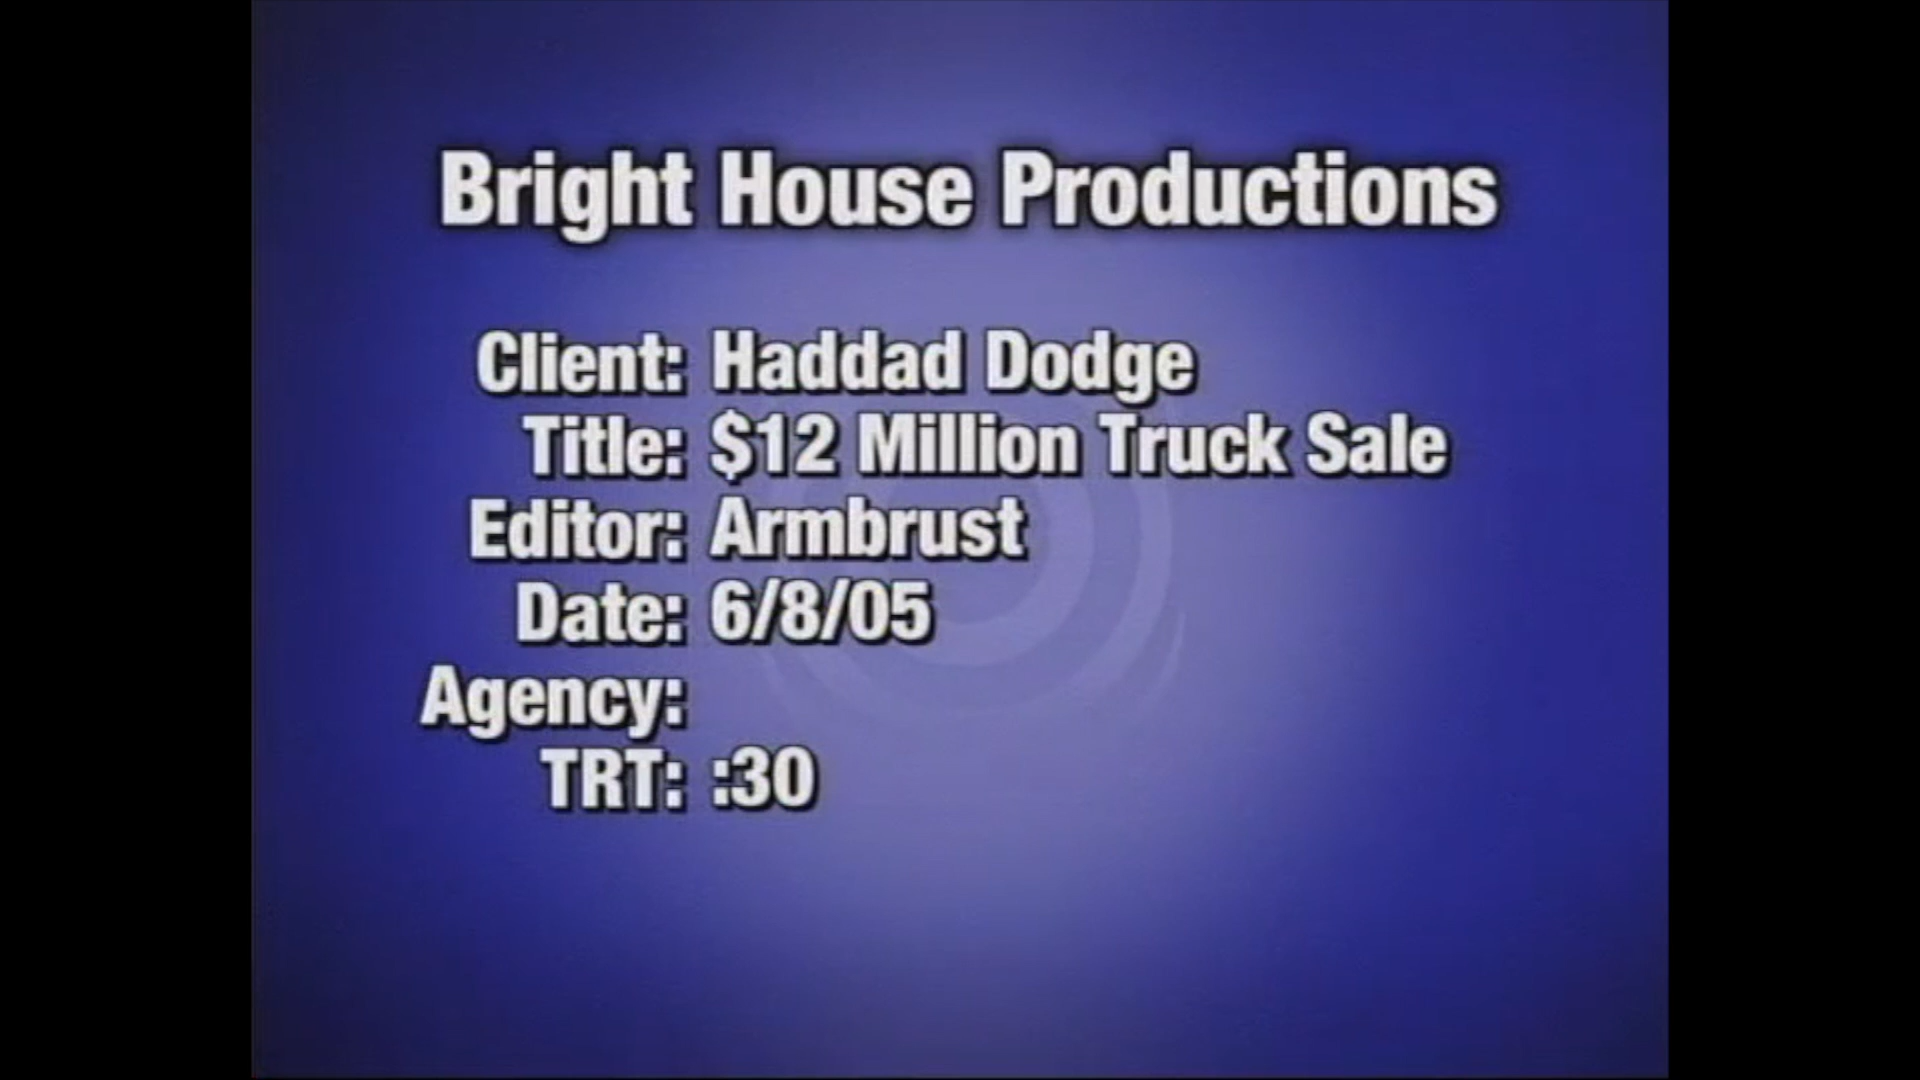 Bright House Productions
Client: Haddad Dodge
Title: $12 Million Truck Sale
Editor: Armbrust
Date: 6/8/05
Agency:
TRT: :30